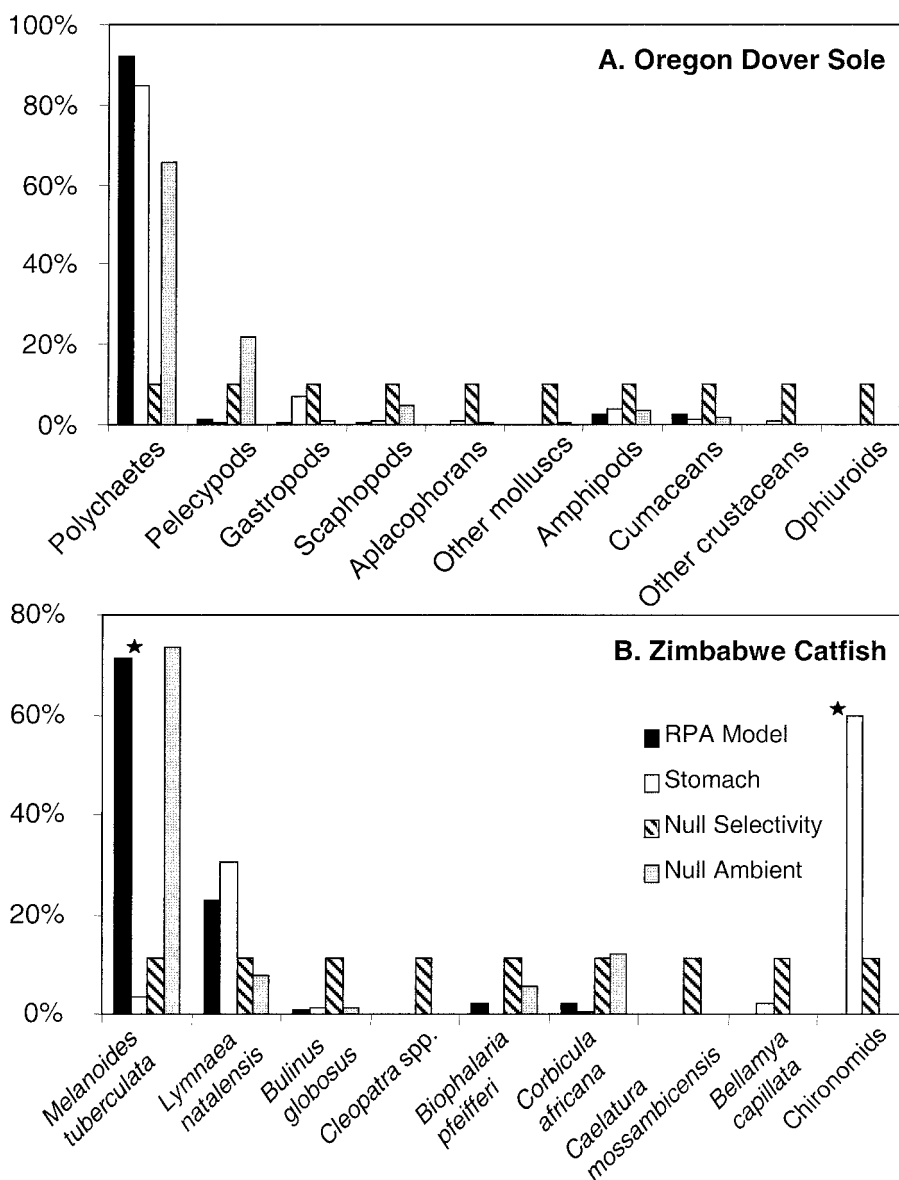 100%
A. Oregon Dover Sole
80%
60%
40%
20%
0%
Polychaetes
Pelecypods
Gastropods
Scaphopods
Aplacophorans
Other molluscs
Amphipods
Cumaceans
Other crustaceans
Ophiuroids
80%
B. Zimbabwe Catfish
60%
RPA Model
Stomach
40%
Null Selectivity
Null Ambient
20%
0%
Melanoides
tuberculata
Lymnaea
natalensis
Bulinus
globosus
Cleopatra spp.
Biophalaria
pfeifferi
Corbicula
africana
Caelatura
mossambicensis
Bellamya
capillata
Chironomids